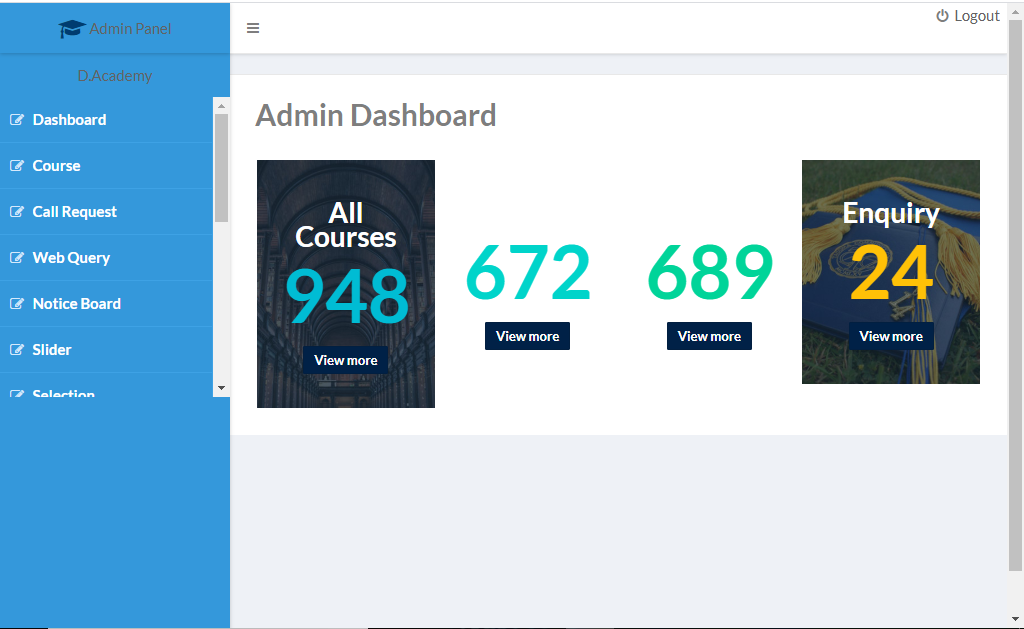 Admin Panel
Logout
D.Academy
Dashboard
Course
Call Request
Web Query
Notice Board
Slider
Selection
Admin Dashboard
All
Courses
948
View more
672
View more
689
View more
Enquiry
24
View more